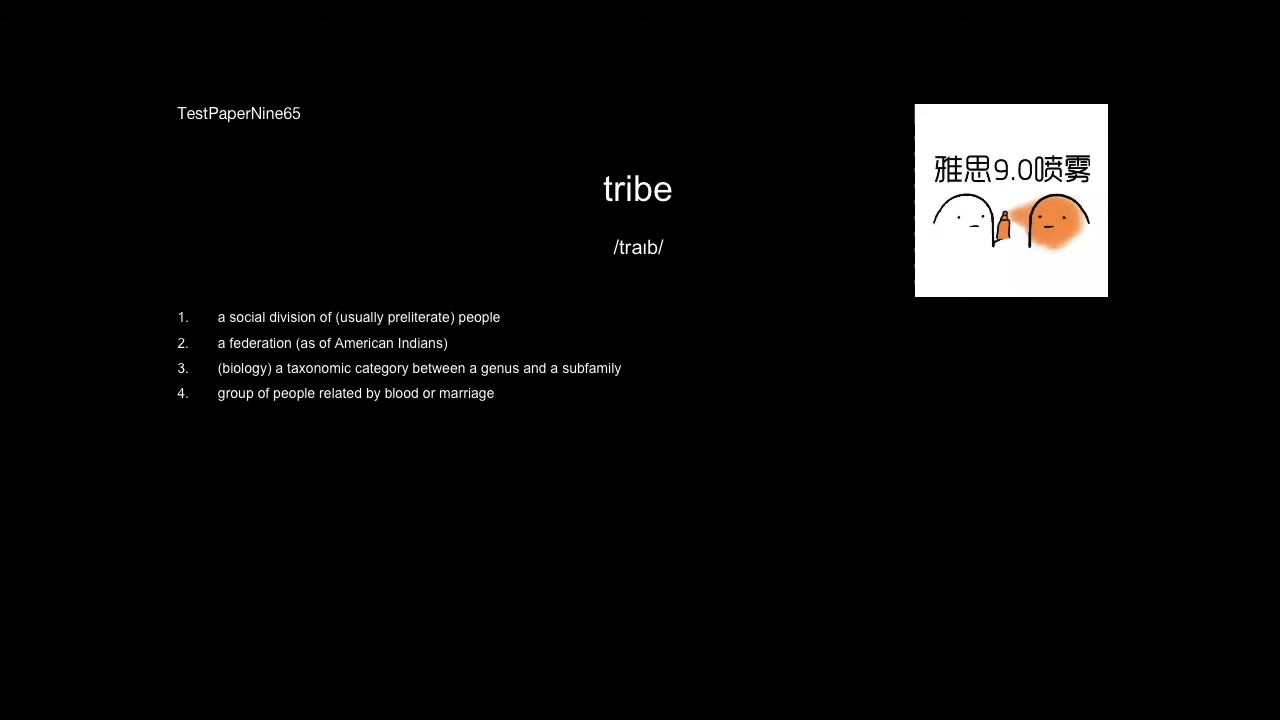 TestPaperNine65
雅思9.0喷雾
tribe
/traɪb/
1. a social division of (usually preliterate) people
2. a federation (as of American Indians)
3. (biology) a taxonomic category between a genus and a subfamily
4. group of people related by blood or marriage